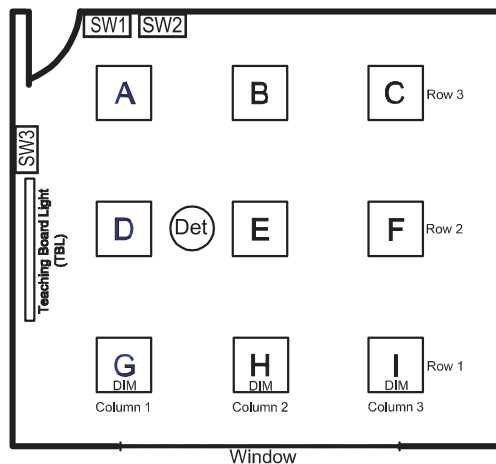 SW1 SW2
A B C Row 3
SW3
Teaching Board Light
(TBL)
D Det E F Row 2
G H I Row 1
DIM DIM DIM
Column 1 Column 2 Column 3
Window